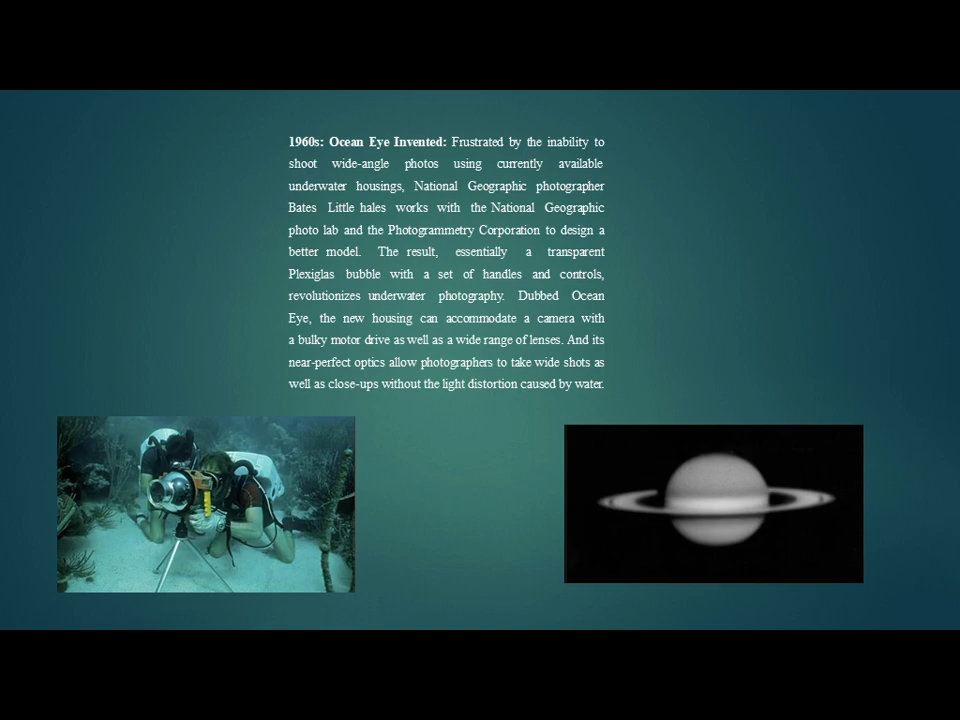 1960s: Ocean Eye Invented: Frustrated by the inability to
shoot wide-angle photos using currently available
underwater housings, National Geographic photographer
Bates Little hales works with the National Geographic
photo lab and the Photogrammetry Corporation to design a
better model. The result, essentially a transparent
Plexiglas bubble with a set of handles and controls,
revolutionizes underwater photography. Dubbed Ocean
Eye, the new housing can accommodate a camera with
a bulky motor drive as well as a wide range of lenses. And its
near-perfect optics allow photographers to take wide shots as
well as close-ups without the light distortion caused by water.